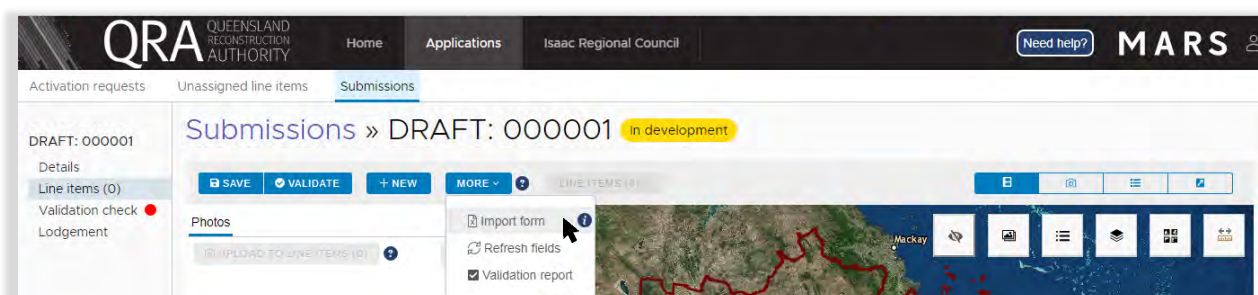 QRA QUEENSLAND RECONSTRUCTION AUTHORITY
Home Applications Isaac Regional Council Need help? MARS
Activation requests Unassigned line items Submissions
Submissions » DRAFT: 000001 In development
DRAFT: 000001
Details
Line items (0)
Validation check
Lodgement
SAVE VALIDATE + NEW MORE ? LINE ITEMS (0)
Photos
UPLOAD TO LINE ITEMS (0) ?
Import form i
Refresh fields
Validation report
Mackay